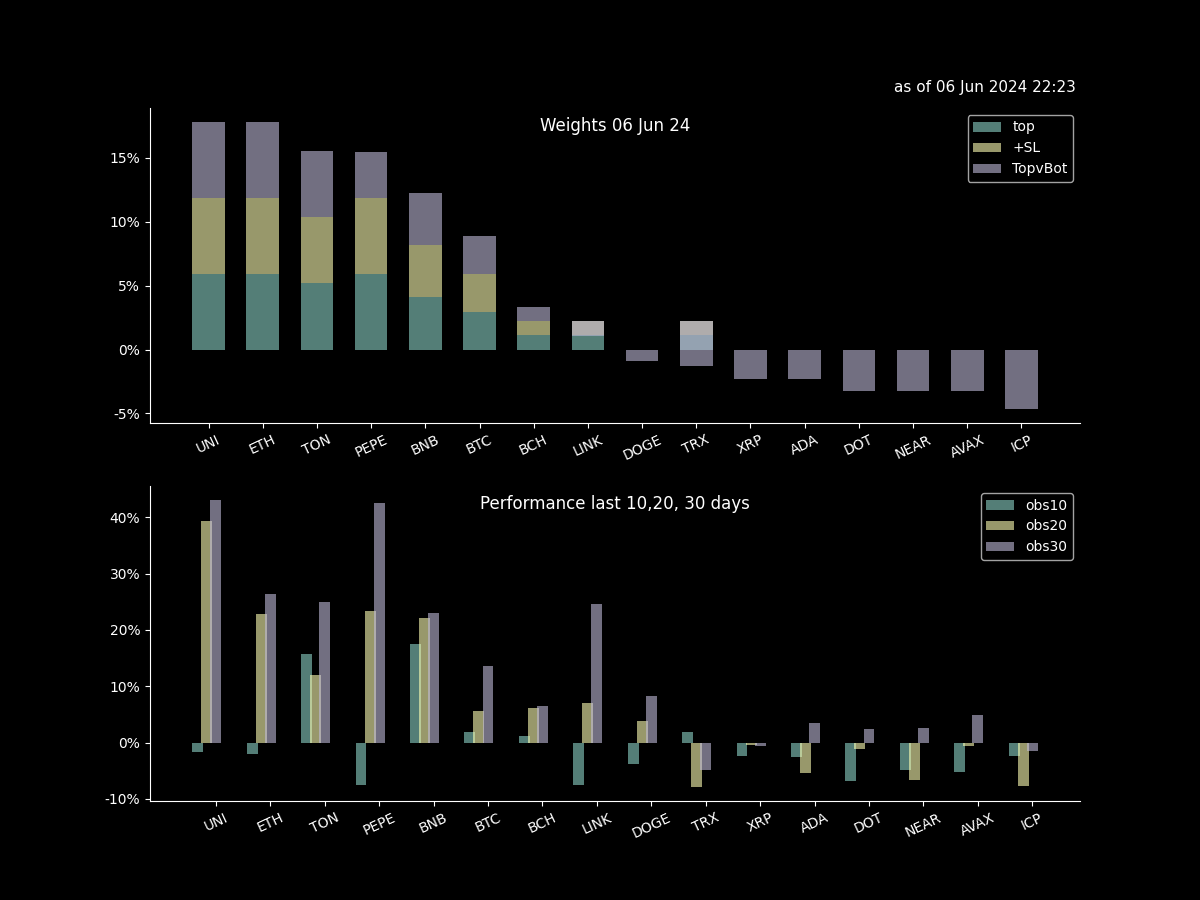 as of 06 Jun 2024 22:23
Weights 06 Jun 24
top
+SL
TopvBot
15%
10%
5%
0%
-5%
UNI ETH TON PEPE BNB BTC BCH LINK DOGE TRX XRP ADA DOT NEAR AVAX ICP
Performance last 10,20, 30 days
obs10
obs20
obs30
40%
30%
20%
10%
0%
-10%
UNI ETH TON PEPE BNB BTC BCH LINK DOGE TRX XRP ADA DOT NEAR AVAX ICP